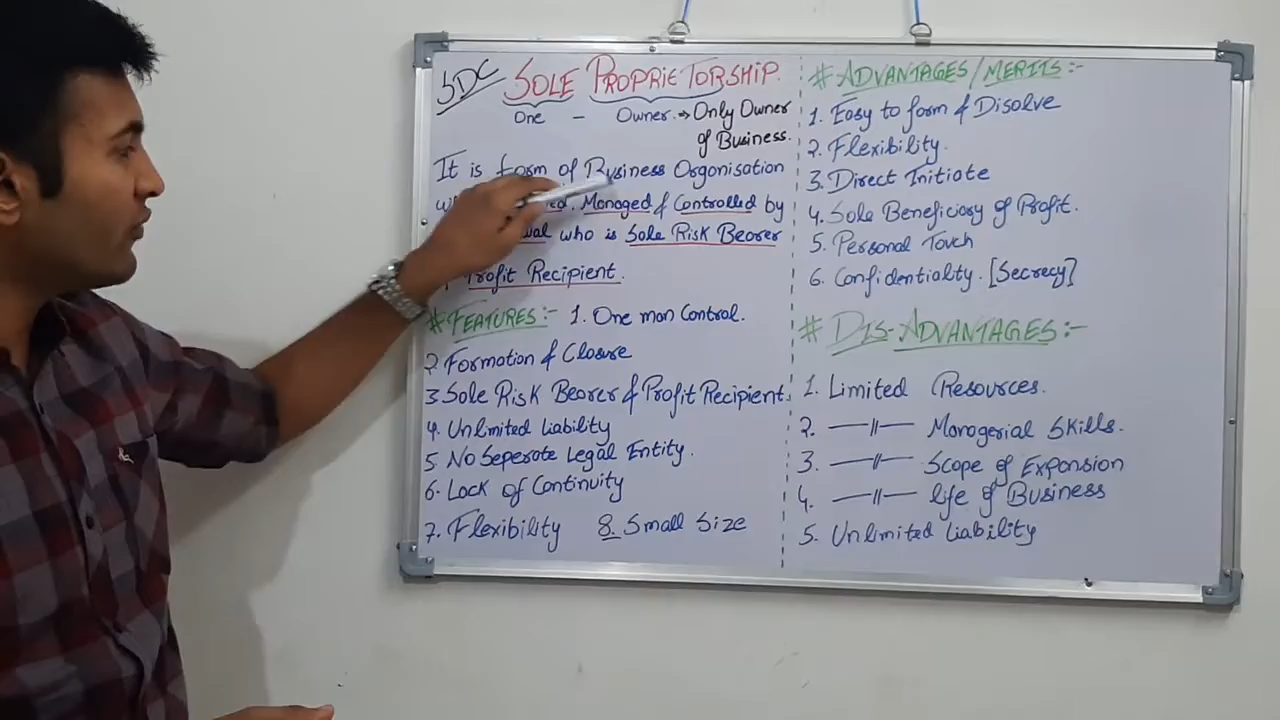 SDC SOLE PROPRIETORSHIP.
One - Owner. → Only Owner
of Business.
It is form of Business Organisation
Managed & Controlled by
who is Sole Risk Bearer
Profit Recipient.
# FEATURES:- 1. One man Control.
2 Formation & Closure
3 Sole Risk Bearer & Profit Recipient.
4. Unlimited liability
5 No Seperate Legal Entity.
6. Lack of Continuity
7. Flexibility 8. Small Size
# ADVANTAGES/MERITS:-
1. Easy to form & Disolve
2. Flexibility.
3. Direct Initiate
4. Sole Beneficiary of Profit.
5. Personal Touch
6. Confidentiality. [Secrecy]
# DIS-ADVANTAGES:-
1. Limited Resources.
2. —11— Managerial Skills.
3. —11— Scope of Expansion
4. —11— life of Business
5. Unlimited Liability